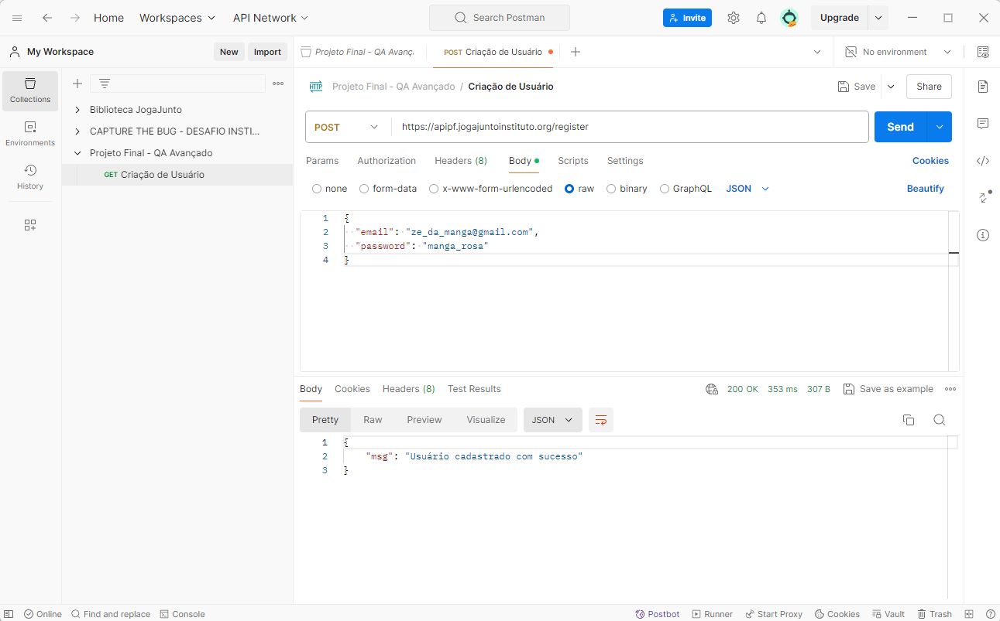 Home Workspaces API Network Search Postman Invite Upgrade
My Workspace New Import Projeto Final - QA Avanç POST Criação de Usuário No environment
Collections
Environments
History
Biblioteca JogaJunto
CAPTURE THE BUG - DESAFIO INSTI...
Projeto Final - QA Avançado
GET Criação de Usuário
HTTP Projeto Final - QA Avançado / Criação de Usuário Save Share
POST https://apipf.jogajuntoinstituto.org/register Send
Params Authorization Headers (8) Body Scripts Settings Cookies
none form-data x-www-form-urlencoded raw binary GraphQL JSON Beautify
1 {
2 "email": "ze_da_manga@gmail.com",
3 "password": "manga_rosa"
4 }
Body Cookies Headers (8) Test Results 200 OK 353 ms 307 B Save as example
Pretty Raw Preview Visualize JSON
1 {
2 "msg": "Usuário cadastrado com sucesso"
3 }
Online Find and replace Console Postbot Runner Start Proxy Cookies Vault Trash